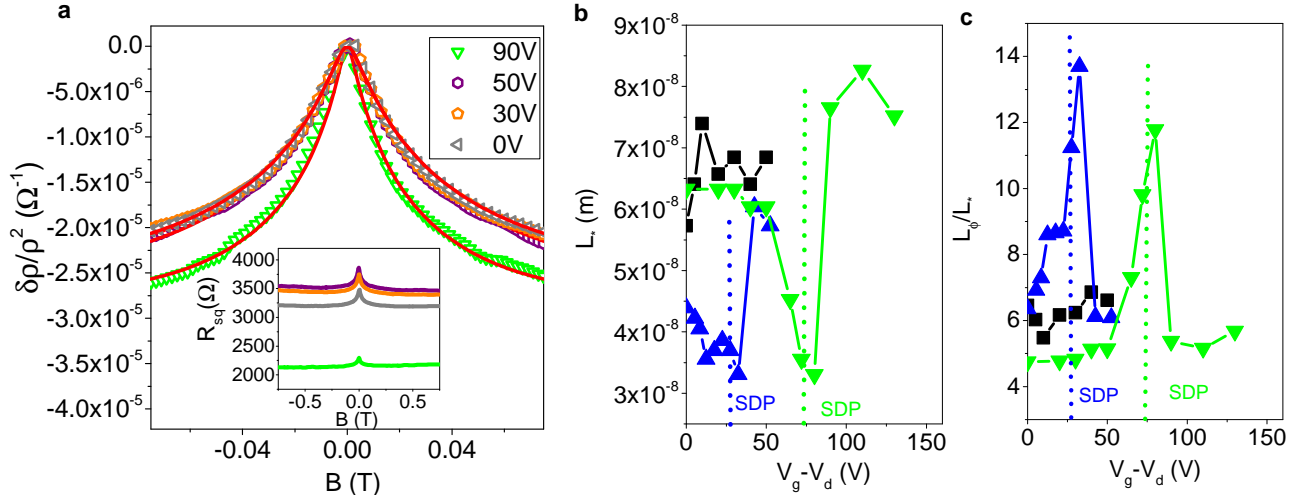 a
δρ/ρ² (Ω⁻¹)
0.0
-5.0x10⁻⁶
-1.0x10⁻⁵
-1.5x10⁻⁵
-2.0x10⁻⁵
-2.5x10⁻⁵
-3.0x10⁻⁵
-3.5x10⁻⁵
-4.0x10⁻⁵
90V
50V
30V
0V
R_sq(Ω)
4000
3500
3000
2500
2000
-0.5 0.0 0.5
B (T)
-0.04 0.00 0.04
B (T)
b
L* (m)
9x10⁻⁸
8x10⁻⁸
7x10⁻⁸
6x10⁻⁸
5x10⁻⁸
4x10⁻⁸
3x10⁻⁸
SDP SDP
0 50 100 150
V_g-V_d (V)
c
L_ϕ/L*
14
12
10
8
6
4
SDP SDP
0 50 100 150
V_g-V_d (V)